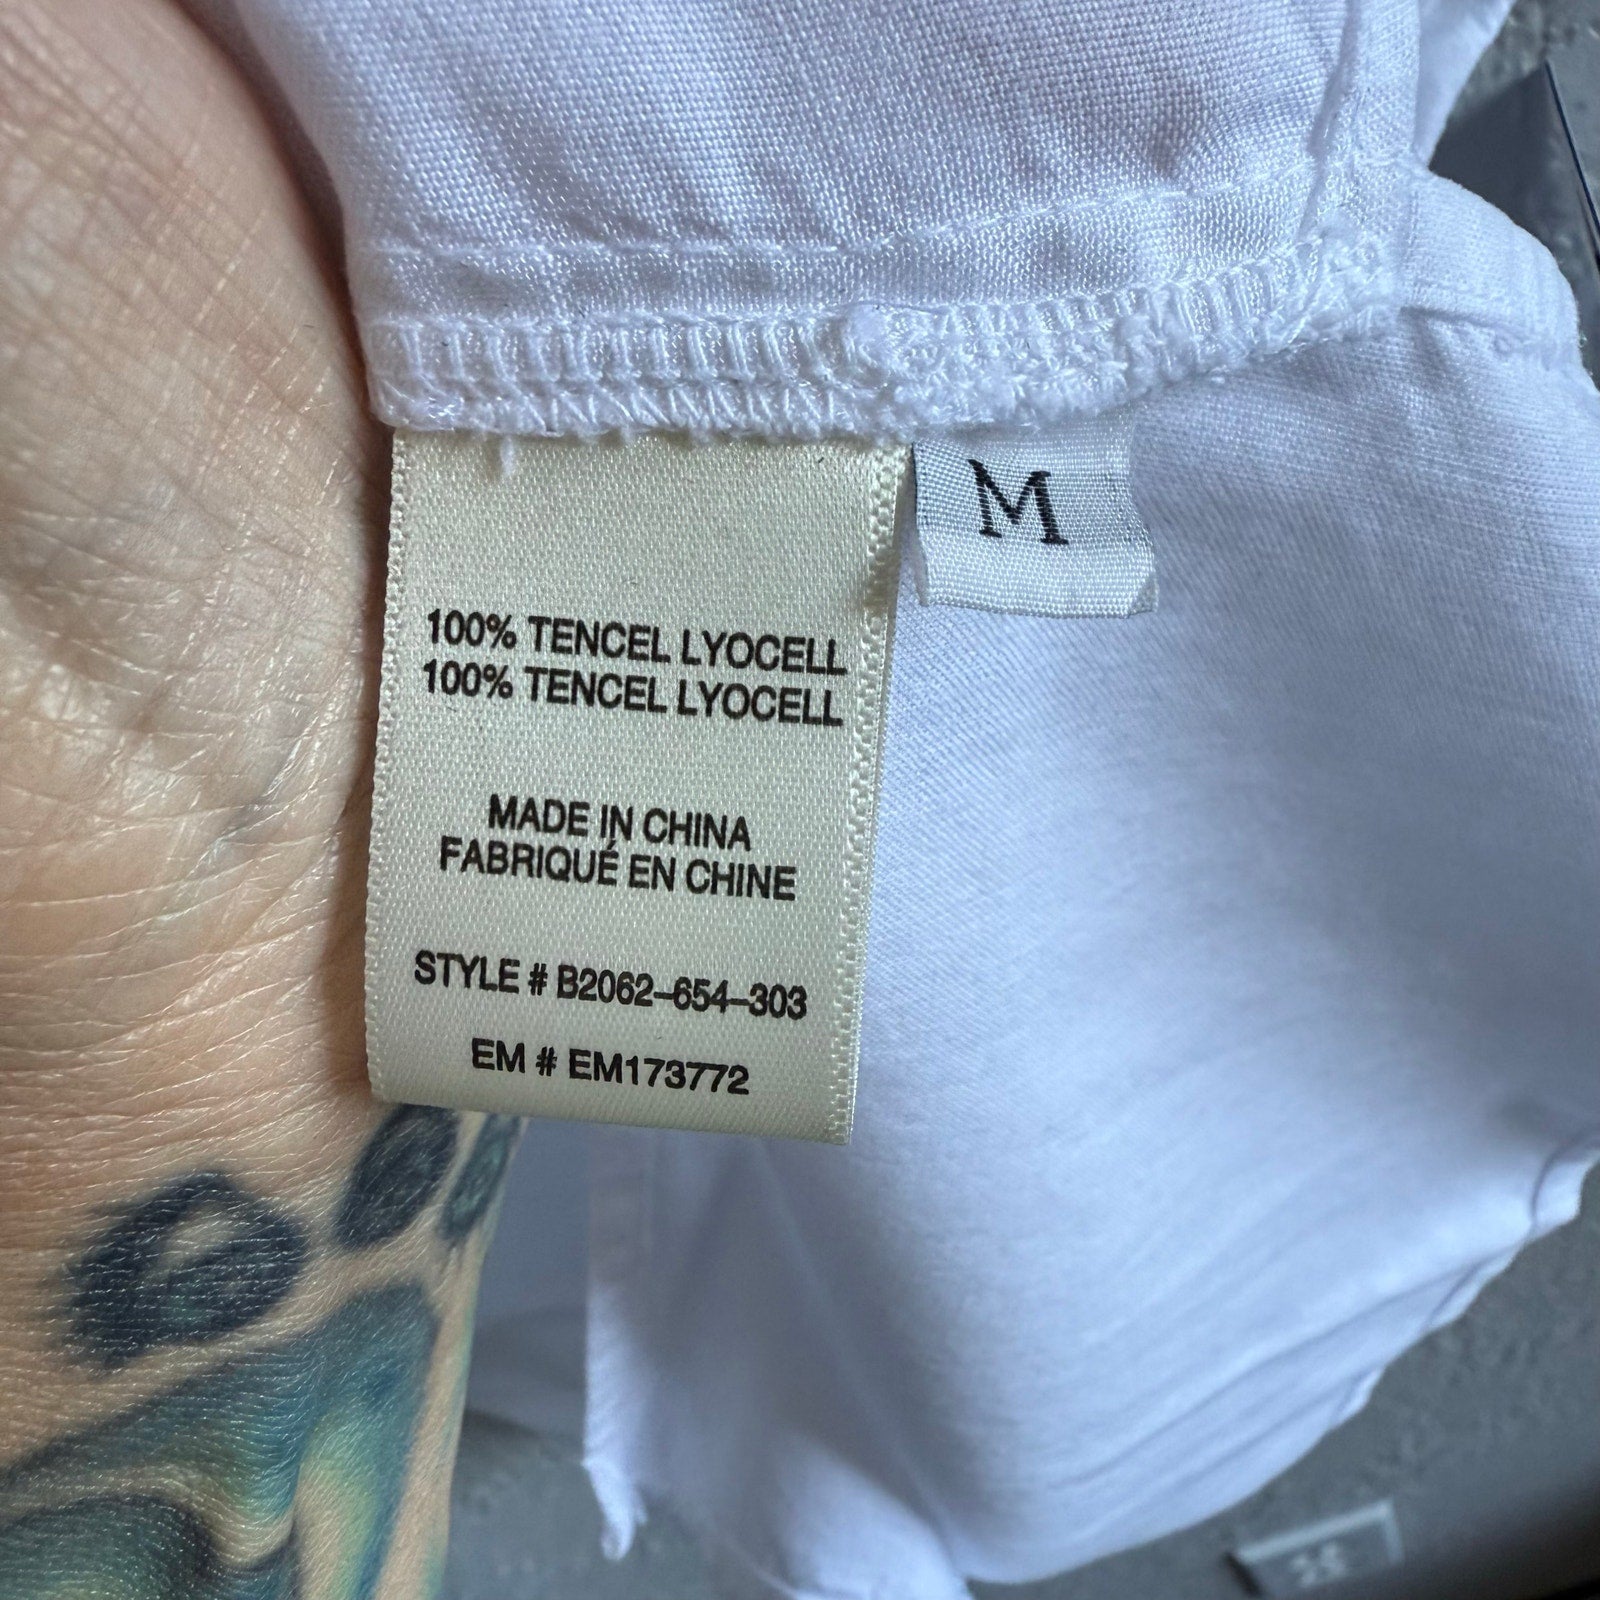 M
100% TENCEL LYOCELL
100% TENCEL LYOCELL
MADE IN CHINA
FABRIQUÉ EN CHINE
STYLE # B2062-654-303
EM # EM173772